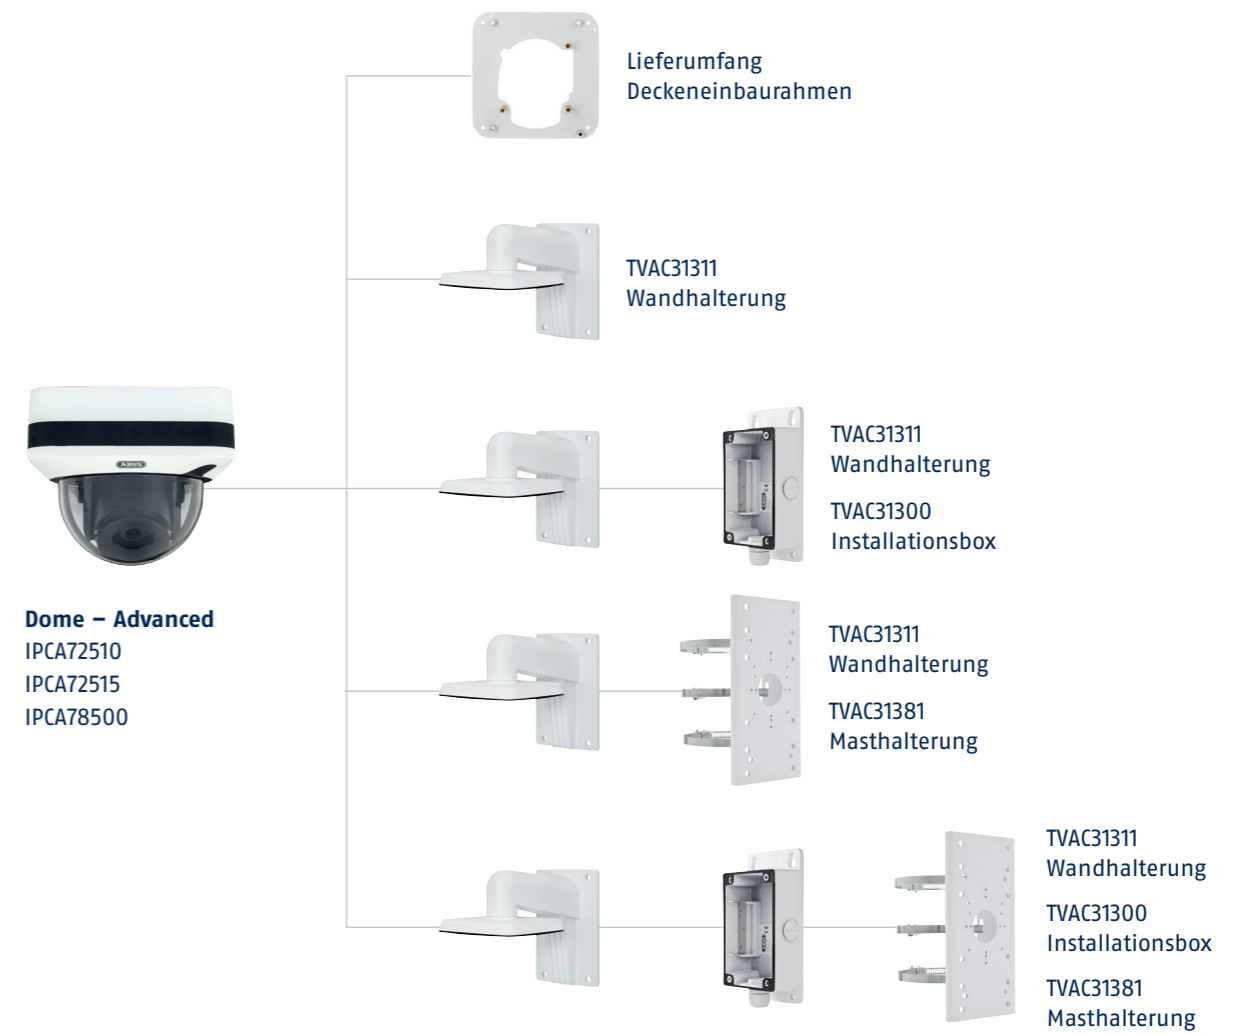 Lieferumfang
Deckeneinbaurahmen
TVAC31311
Wandhalterung
ABUS
TVAC31311
Wandhalterung
TVAC31300
Installationsbox
Dome – Advanced
IPCA72510
IPCA72515
IPCA78500
TVAC31311
Wandhalterung
TVAC31381
Masthalterung
TVAC31311
Wandhalterung
TVAC31300
Installationsbox
TVAC31381
Masthalterung